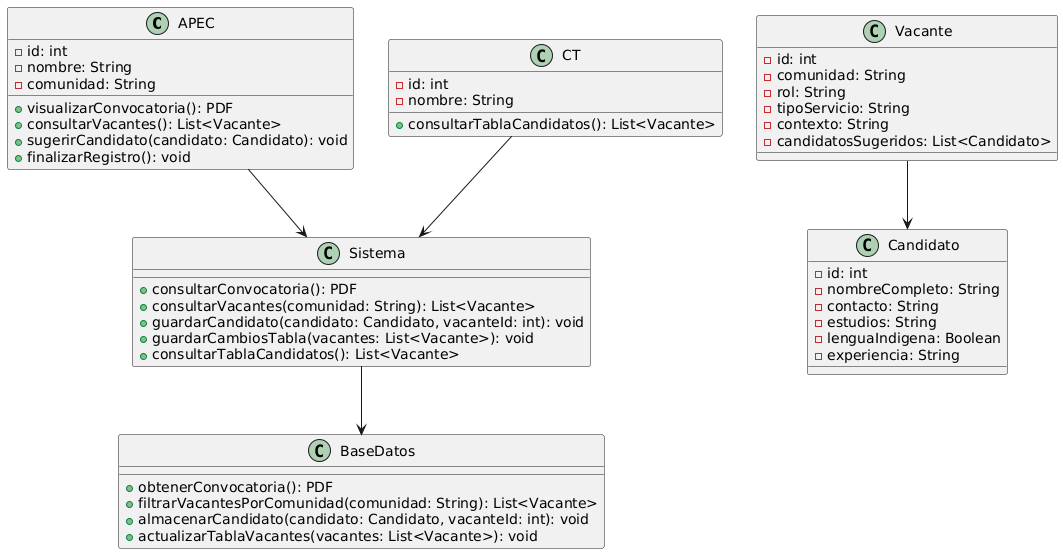 C APEC
id: int
nombre: String
comunidad: String
visualizarConvocatoria(): PDF
consultarVacantes(): List<Vacante>
sugerirCandidato(candidato: Candidato): void
finalizarRegistro(): void
C CT
id: int
nombre: String
consultarTablaCandidatos(): List<Vacante>
C Vacante
id: int
comunidad: String
rol: String
tipoServicio: String
contexto: String
candidatosSugeridos: List<Candidato>
C Sistema
consultarConvocatoria(): PDF
consultarVacantes(comunidad: String): List<Vacante>
guardarCandidato(candidato: Candidato, vacanteId: int): void
guardarCambiosTabla(vacantes: List<Vacante>): void
consultarTablaCandidatos(): List<Vacante>
C Candidato
id: int
nombreCompleto: String
contacto: String
estudios: String
lenguaIndigena: Boolean
experiencia: String
C BaseDatos
obtenerConvocatoria(): PDF
filtrarVacantesPorComunidad(comunidad: String): List<Vacante>
almacenarCandidato(candidato: Candidato, vacanteId: int): void
actualizarTablaVacantes(vacantes: List<Vacante>): void